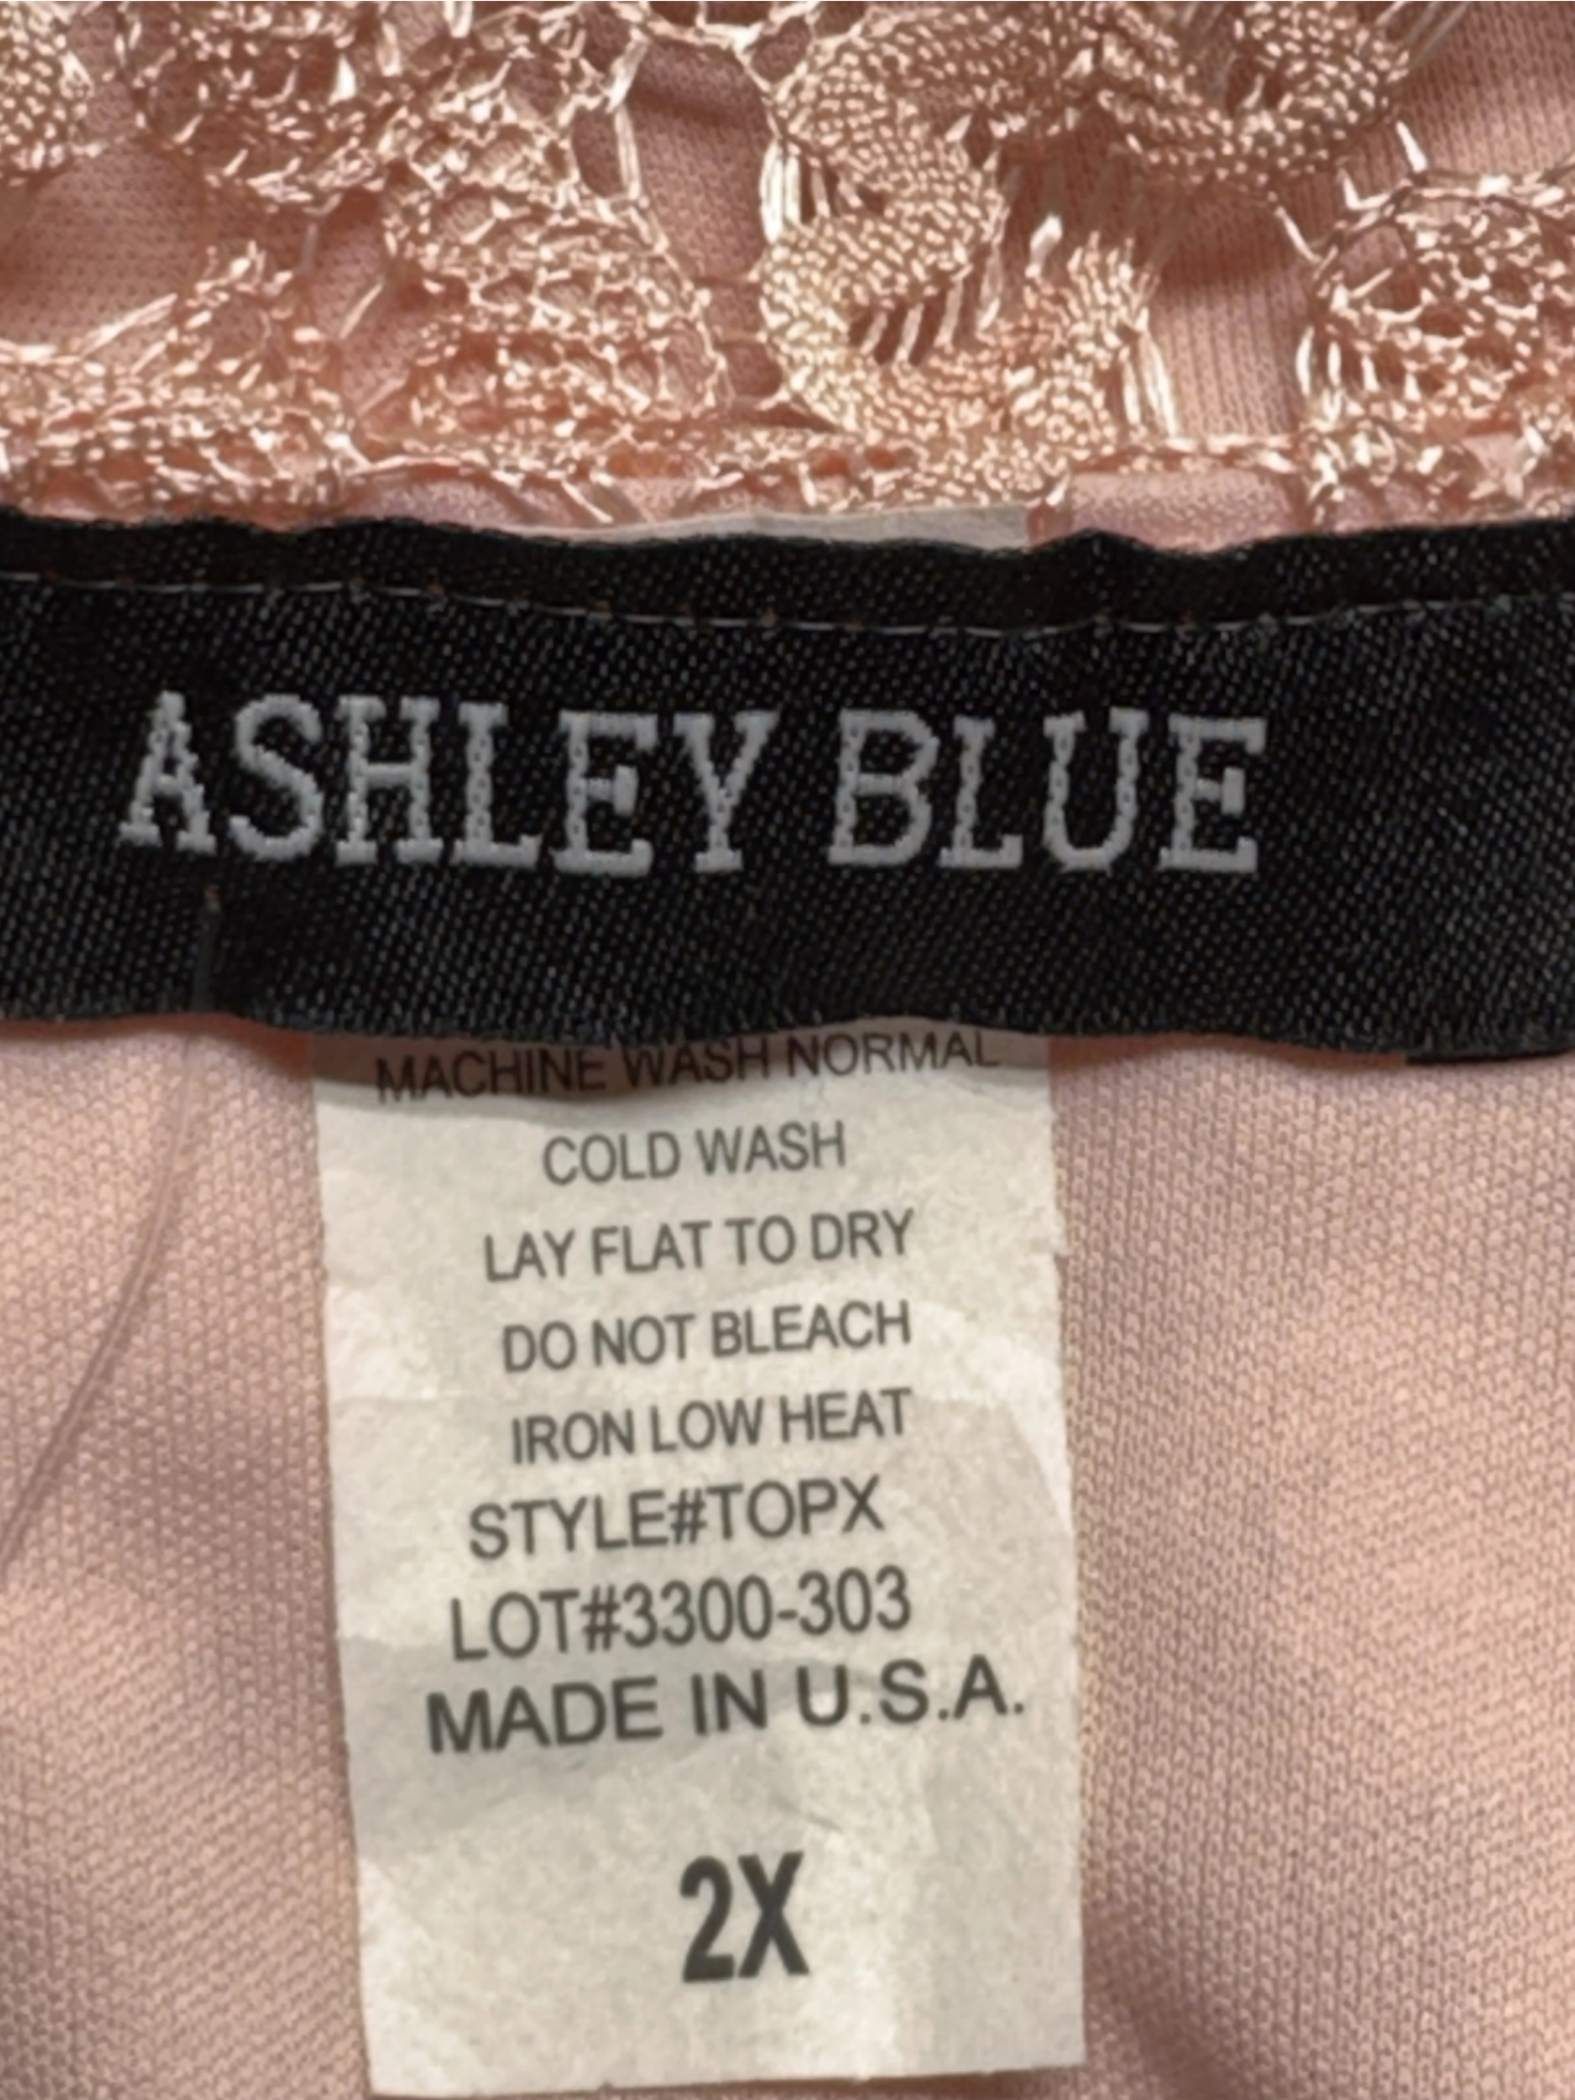 ASHLEY BLUE
MACHINE WASH NORMAL
COLD WASH
LAY FLAT TO DRY
DO NOT BLEACH
IRON LOW HEAT
STYLE#TOPX
LOT#3300-303
MADE IN U.S.A.
2X